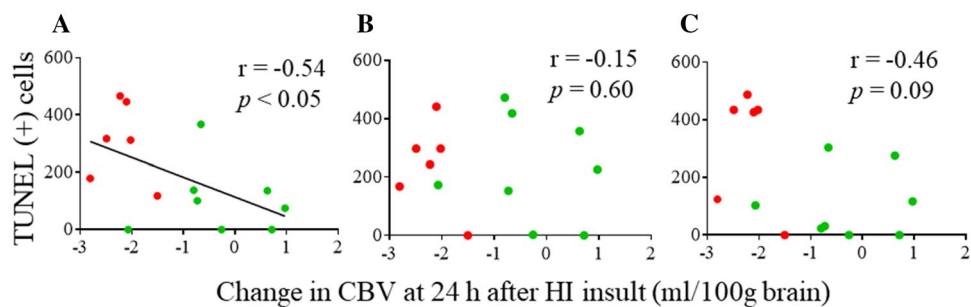 A B C
r = -0.54
p < 0.05
r = -0.15
p = 0.60
r = -0.46
p = 0.09
TUNEL (+) cells
600
400
200
0
-3 -2 -1 0 1 2
600
400
200
0
-3 -2 -1 0 1 2
600
400
200
0
-3 -2 -1 0 1 2
Change in CBV at 24 h after HI insult (ml/100g brain)